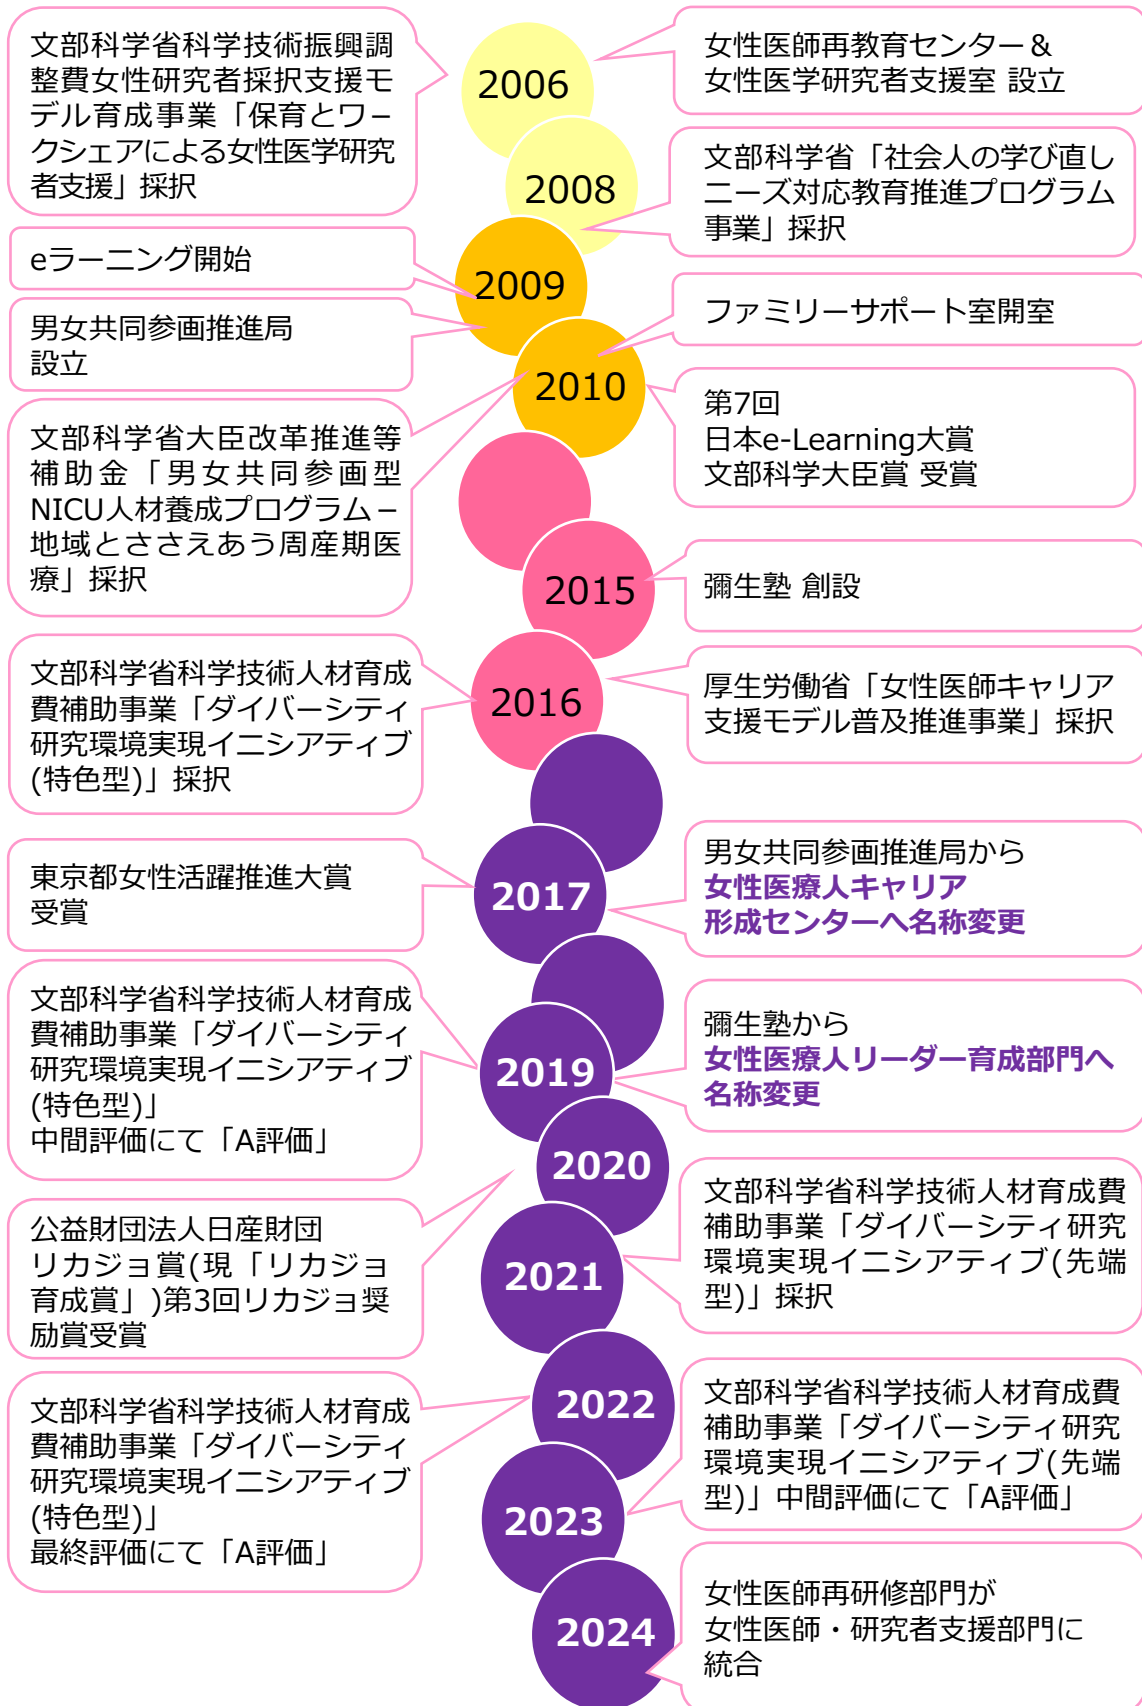 文部科学省科学技術振興調
整費女性研究者採択支援モ
デル育成事業「保育とワー
クシェアによる女性医学研究
者支援」採択
2006
女性医師再教育センター＆
女性医学研究者支援室 設立
2008
文部科学省「社会人の学び直し
ニーズ対応教育推進プログラム
事業」採択
eラーニング開始
2009
男女共同参画推進局
設立
ファミリーサポート室開室
2010
第7回
日本e-Learning大賞
文部科学大臣賞 受賞
文部科学省大臣改革推進等
補助金「男女共同参画型
NICU人材養成プログラム－
地域とささえあう周産期医
療」採択
2015
彌生塾 創設
文部科学省科学技術人材育成
費補助事業「ダイバーシティ
研究環境実現イニシアティブ
(特色型)」採択
2016
厚生労働省「女性医師キャリア
支援モデル普及推進事業」採択
東京都女性活躍推進大賞
受賞
2017
男女共同参画推進局から
女性医療人キャリア
形成センターへ名称変更
文部科学省科学技術人材育成
費補助事業「ダイバーシティ
研究環境実現イニシアティブ
(特色型)」
中間評価にて「A評価」
2019
彌生塾から
女性医療人リーダー育成部門へ
名称変更
2020
公益財団法人日産財団
リカジョ賞(現「リカジョ
育成賞」)第3回リカジョ奨
励賞受賞
2021
文部科学省科学技術人材育成費
補助事業「ダイバーシティ研究
環境実現イニシアティブ(先端
型)」採択
文部科学省科学技術人材育成
費補助事業「ダイバーシティ
研究環境実現イニシアティブ
(特色型)」
最終評価にて「A評価」
2022
文部科学省科学技術人材育成費
補助事業「ダイバーシティ研究
環境実現イニシアティブ(先端
型)」中間評価にて「A評価」
2023
2024
女性医師再研修部門が
女性医師・研究者支援部門に
統合